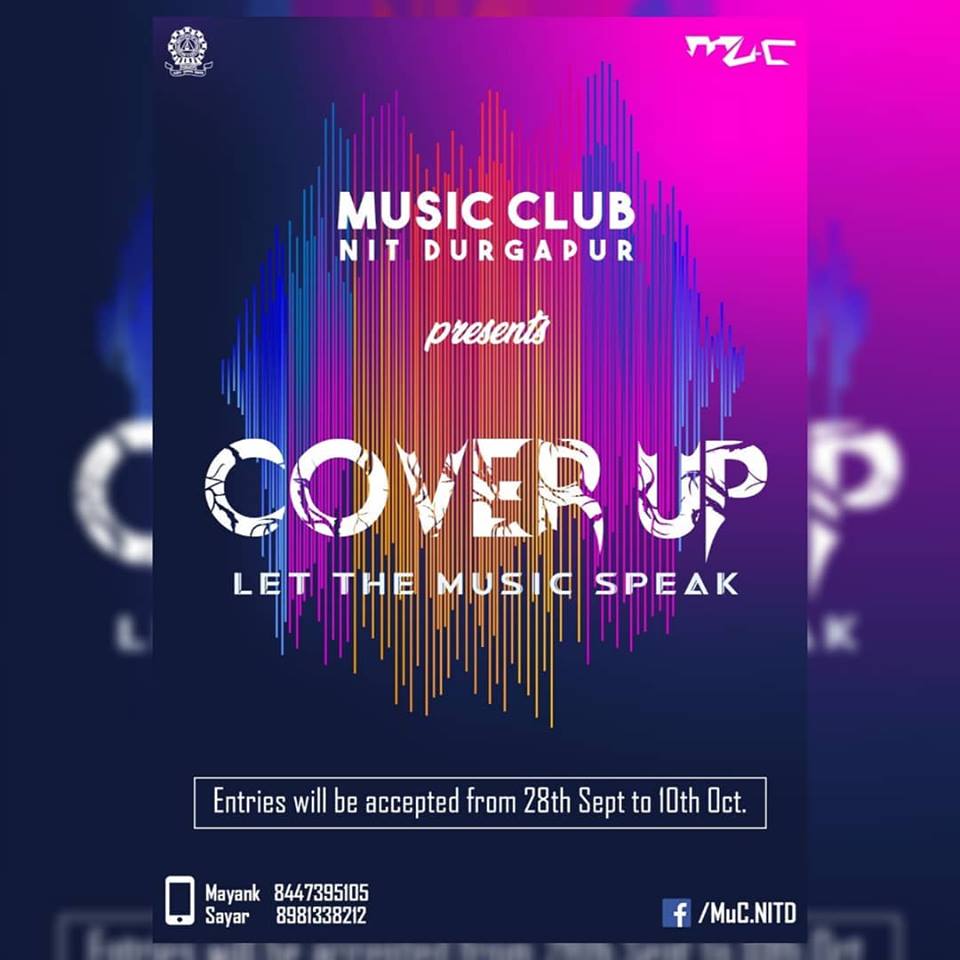 MUC
MUSIC CLUB
NIT DURGAPUR
presents
COVER UP
LET THE MUSIC SPEAK
Entries will be accepted from 28th Sept to 10th Oct.
Mayank 8447395105
Sayar 8981338212
f /MuC.NITD